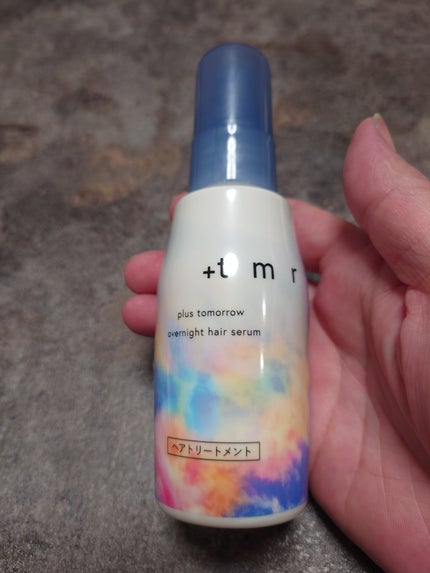 +t m r
plus tomorrow
overnight hair serum
ヘアトリートメント